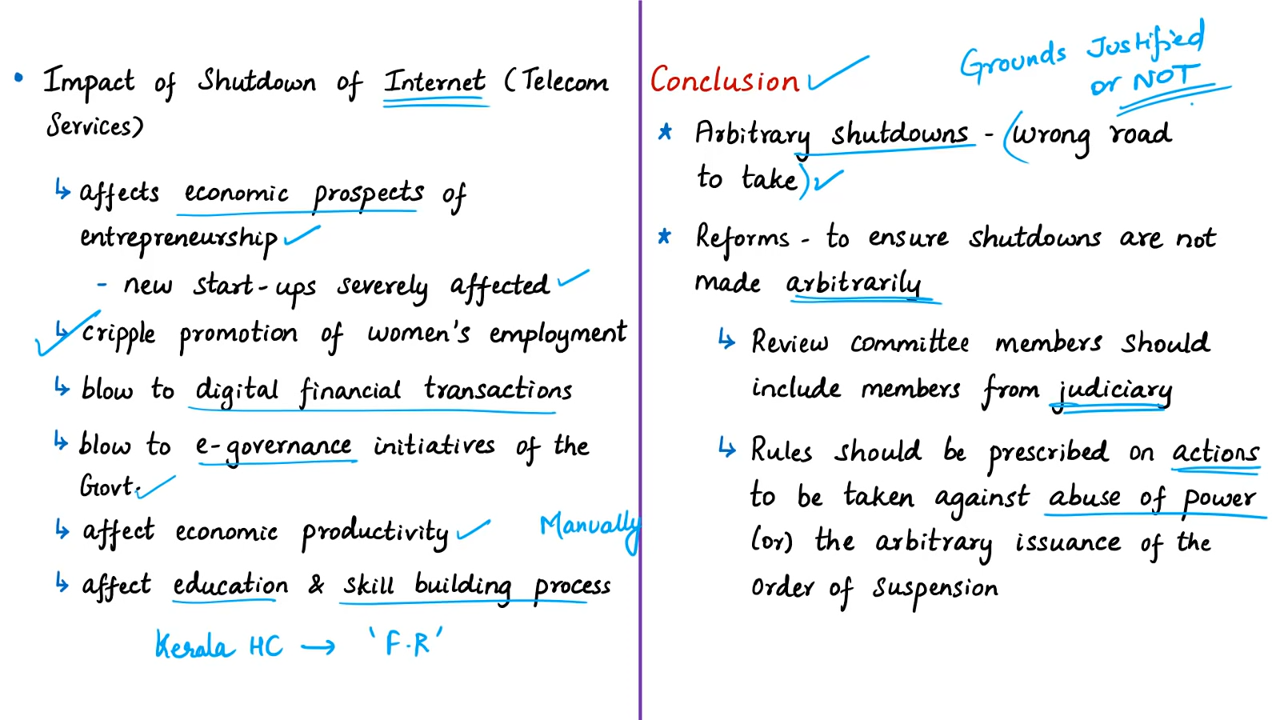 • Impact of Shutdown of Internet (Telecom
Services)
↳ affects economic prospects of
entrepreneurship
- new start-ups severely affected
↳ cripple promotion of women's employment
↳ blow to digital financial transactions
↳ blow to e-governance initiatives of the
Govt.
↳ affect economic productivity
Manually
↳ affect education & skill building process
Kerala HC → 'F.R'
Grounds Justified
or NOT
Conclusion
* Arbitrary shutdowns - (wrong road
to take)
* Reforms - to ensure shutdowns are not
made arbitrarily
↳ Review committee members should
include members from judiciary
↳ Rules should be prescribed on actions
to be taken against abuse of power
(or) the arbitrary issuance of the
order of suspension